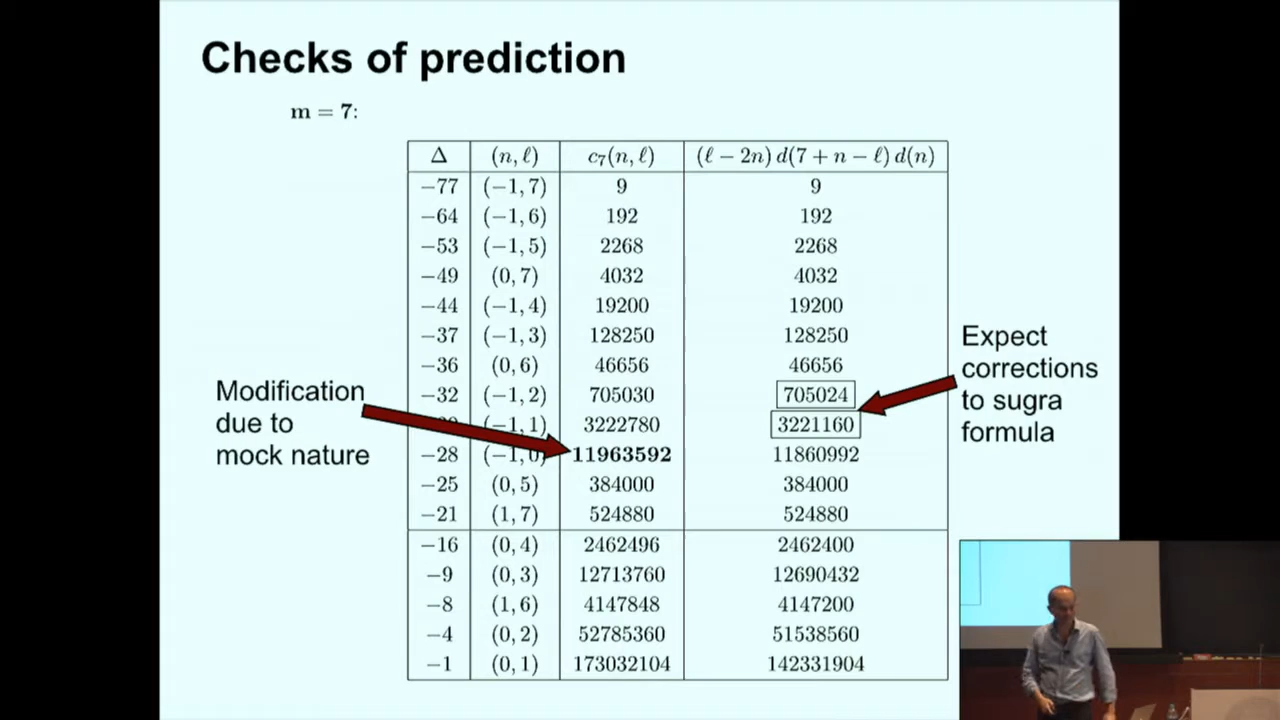 Checks of prediction
m = 7:
Δ (n, ℓ) c₇(n, ℓ) (ℓ − 2n) d(7 + n − ℓ) d(n)
−77 (−1, 7) 9 9
−64 (−1, 6) 192 192
−53 (−1, 5) 2268 2268
−49 (0, 7) 4032 4032
−44 (−1, 4) 19200 19200
−37 (−1, 3) 128250 128250
−36 (0, 6) 46656 46656
−32 (−1, 2) 705030 705024
(−1, 1) 3222780 3221160
−28 (−1, 0) 11963592 11860992
−25 (0, 5) 384000 384000
−21 (1, 7) 524880 524880
−16 (0, 4) 2462496 2462400
−9 (0, 3) 12713760 12690432
−8 (1, 6) 4147848 4147200
−4 (0, 2) 52785360 51538560
−1 (0, 1) 173032104 142331904
Modification
due to
mock nature
Expect
corrections
to sugra
formula